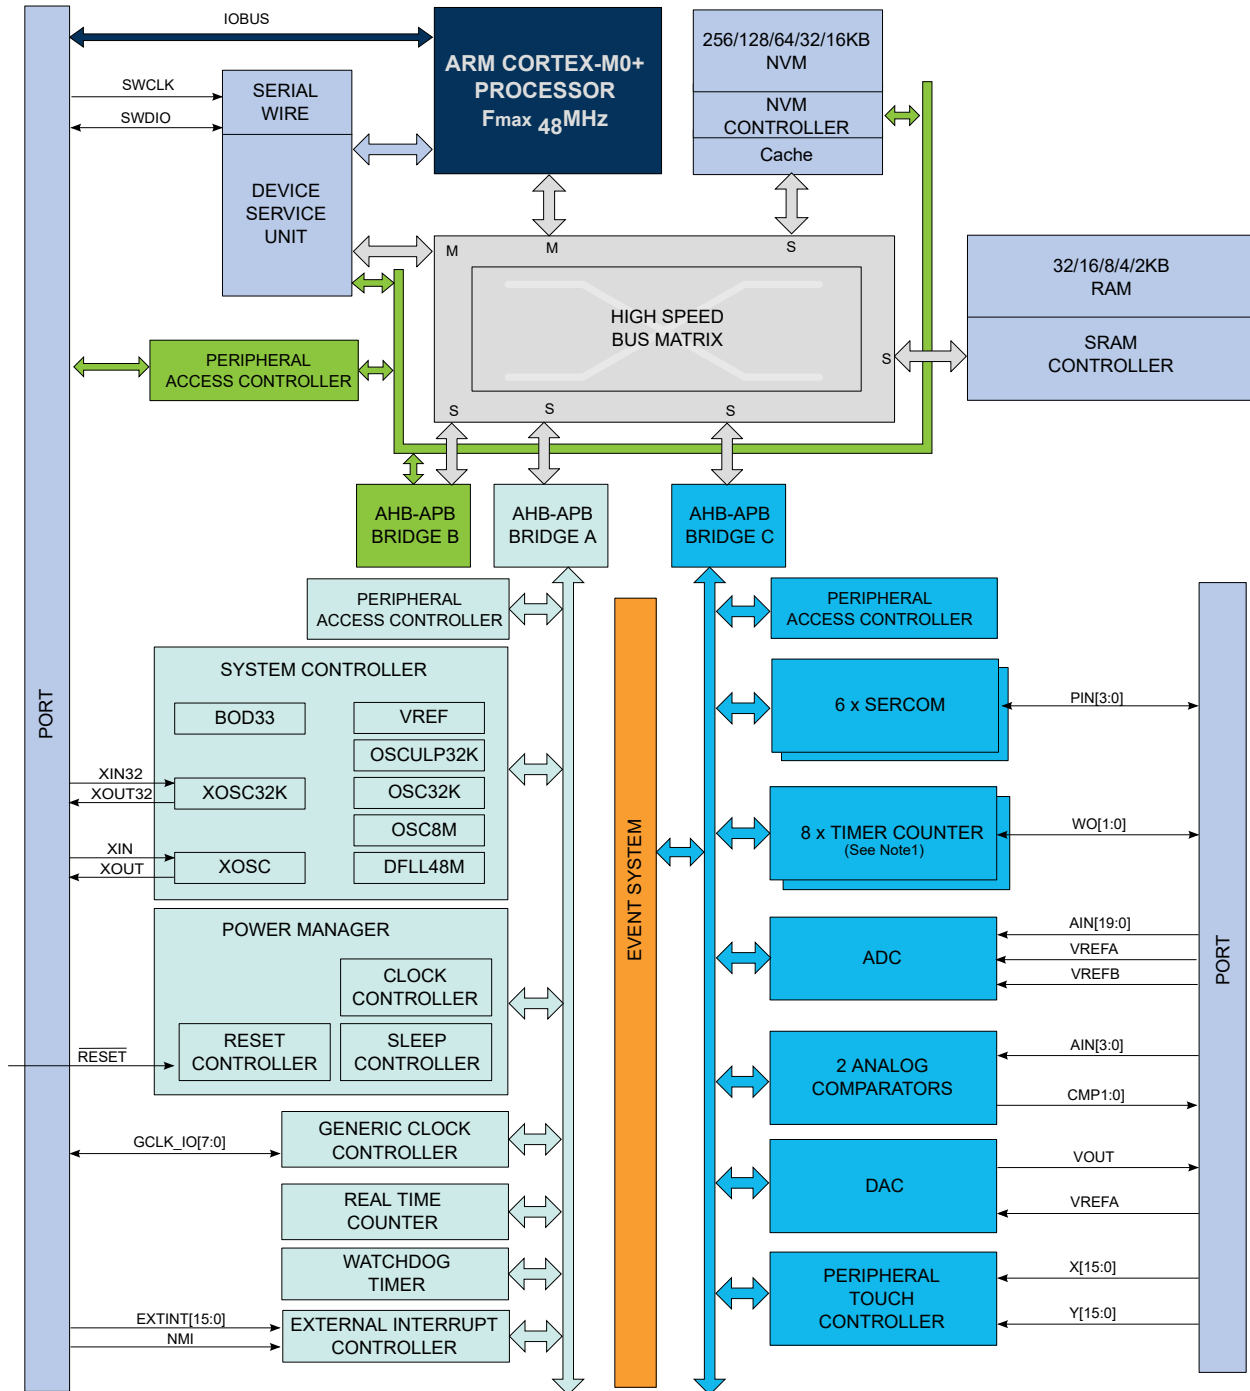 IOBUS
ARM CORTEX-M0+
PROCESSOR
Fmax 48MHz
256/128/64/32/16KB
NVM
NVM
CONTROLLER
Cache
SWCLK
SWDIO
SERIAL
WIRE
DEVICE
SERVICE
UNIT
M
M
S
HIGH SPEED
BUS MATRIX
S
32/16/8/4/2KB
RAM
SRAM
CONTROLLER
PERIPHERAL
ACCESS CONTROLLER
S
S
S
AHB-APB
BRIDGE B
AHB-APB
BRIDGE A
AHB-APB
BRIDGE C
PORT
PERIPHERAL
ACCESS CONTROLLER
SYSTEM CONTROLLER
BOD33
VREF
OSCULP32K
XIN32
XOUT32
XOSC32K
OSC32K
OSC8M
XIN
XOUT
XOSC
DFLL48M
POWER MANAGER
CLOCK
CONTROLLER
RESET
RESET
CONTROLLER
SLEEP
CONTROLLER
GCLK_IO[7:0]
GENERIC CLOCK
CONTROLLER
REAL TIME
COUNTER
WATCHDOG
TIMER
EXTINT[15:0]
NMI
EXTERNAL INTERRUPT
CONTROLLER
EVENT SYSTEM
PERIPHERAL
ACCESS CONTROLLER
6 x SERCOM
PIN[3:0]
8 x TIMER COUNTER
(See Note1)
WO[1:0]
ADC
AIN[19:0]
VREFA
VREFB
2 ANALOG
COMPARATORS
AIN[3:0]
CMP1:0]
DAC
VOUT
VREFA
PERIPHERAL
TOUCH
CONTROLLER
X[15:0]
Y[15:0]
PORT